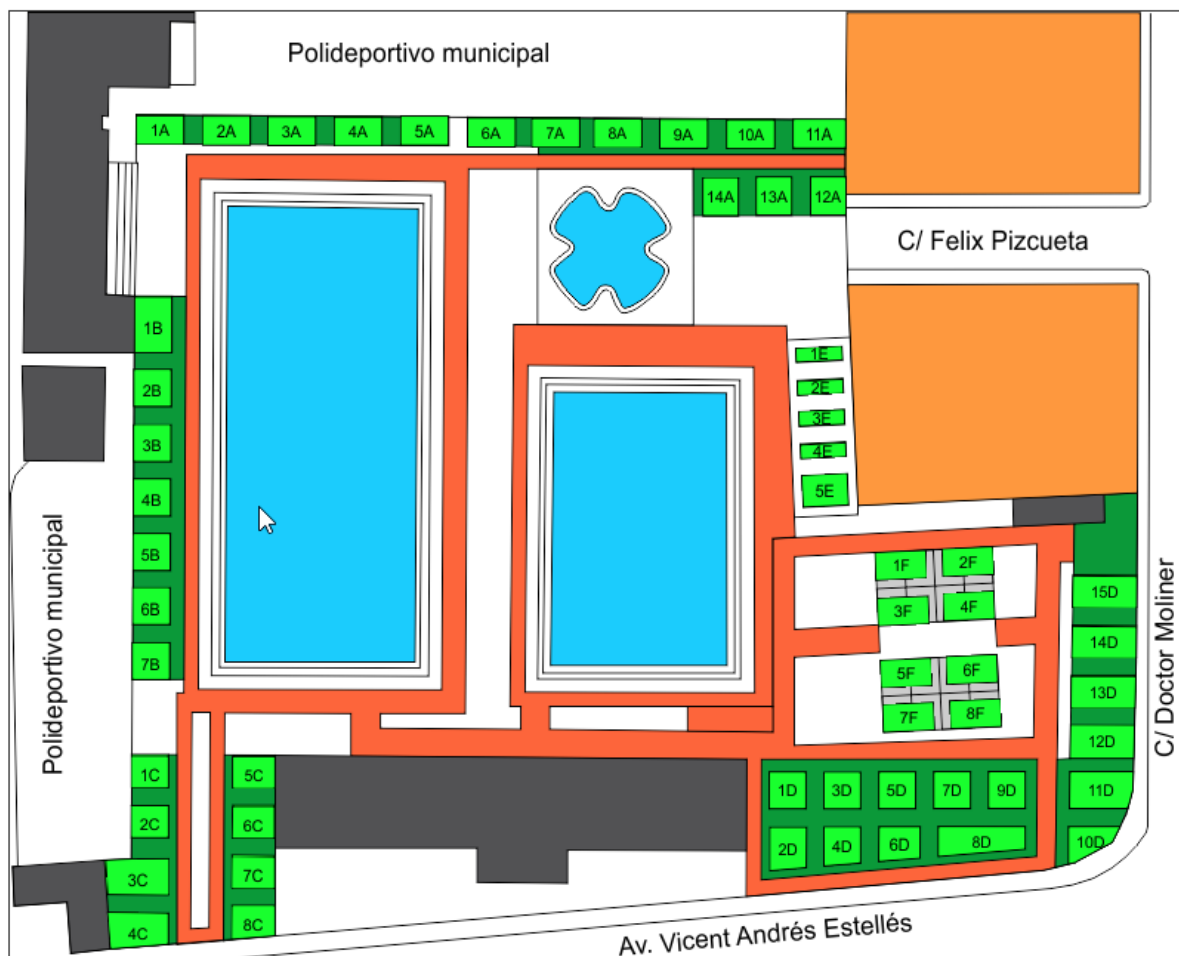 Polideportivo municipal
1A 2A 3A 4A 5A 6A 7A 8A 9A 10A 11A
14A 13A 12A
C/ Felix Pizcueta
1B
2B
3B
4B
5B
6B
7B
1E
2E
3E
4E
5E
Polideportivo municipal
1F 2F
3F 4F
5F 6F
7F 8F
15D
14D
13D
12D
11D
10D
C/ Doctor Moliner
1C 5C
2C 6C
3C 7C
4C 8C
1D 3D 5D 7D 9D
2D 4D 6D 8D
Av. Vicent Andrés Estellés